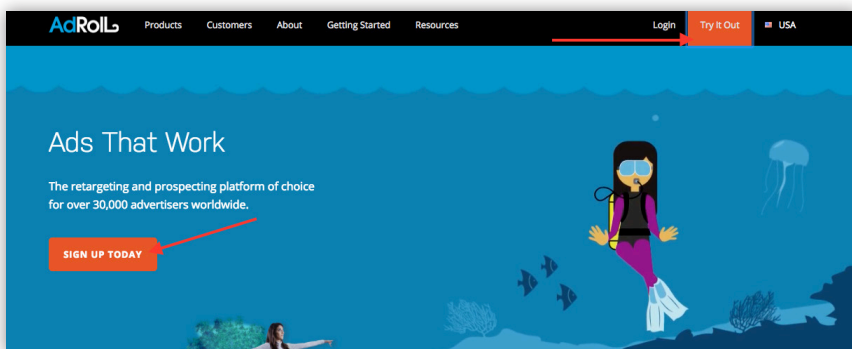 AdRoll
Products Customers About Getting Started Resources Login Try It Out USA
Ads That Work
The retargeting and prospecting platform of choice
for over 30,000 advertisers worldwide.
SIGN UP TODAY